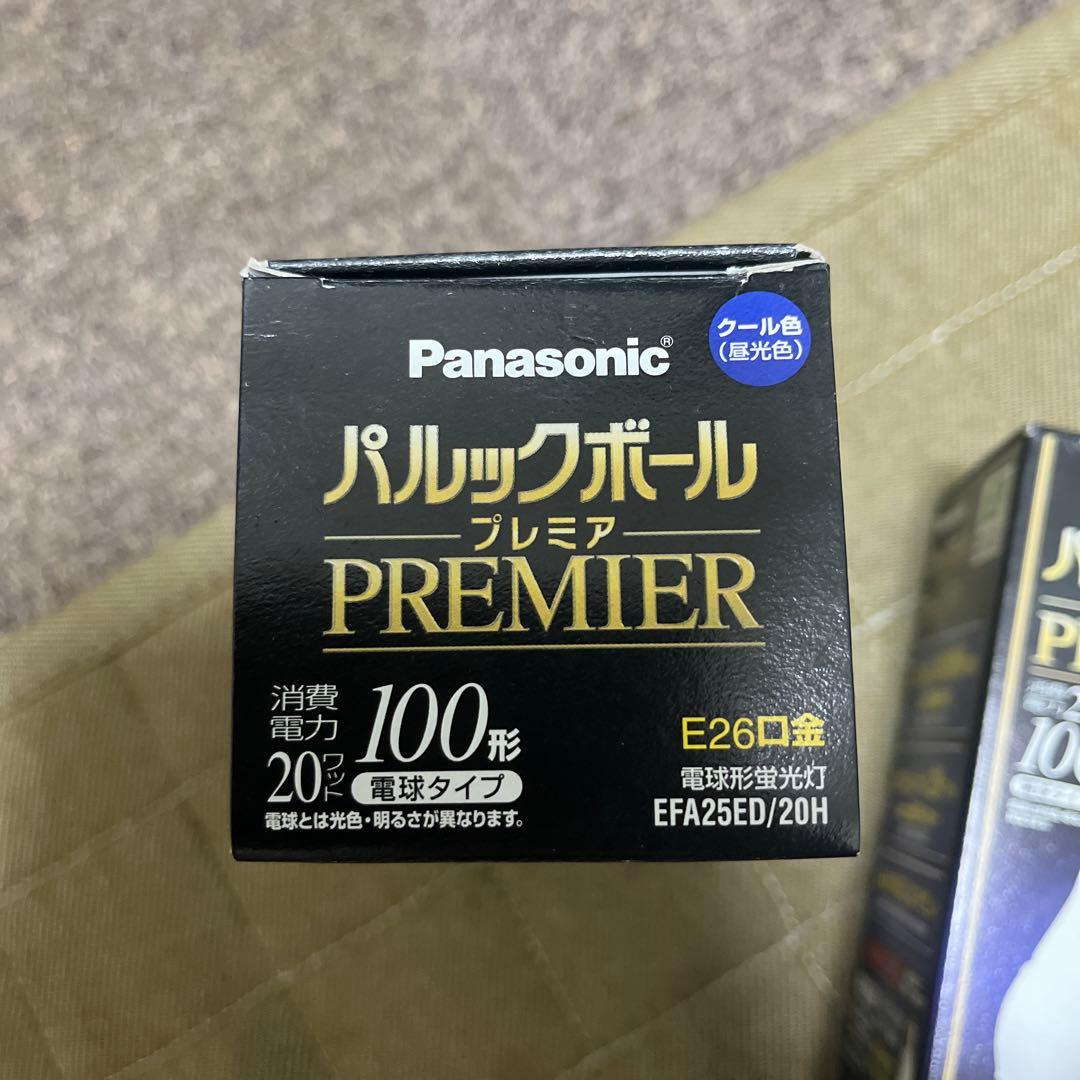 Panasonic®
クール色
(昼光色)
パルックボール
プレミア
PREMIER
消費
電力
20ワット
100形
電球タイプ
電球とは光色・明るさが異なります。
E26口金
電球形蛍光灯
EFA25ED/20H
パ
P